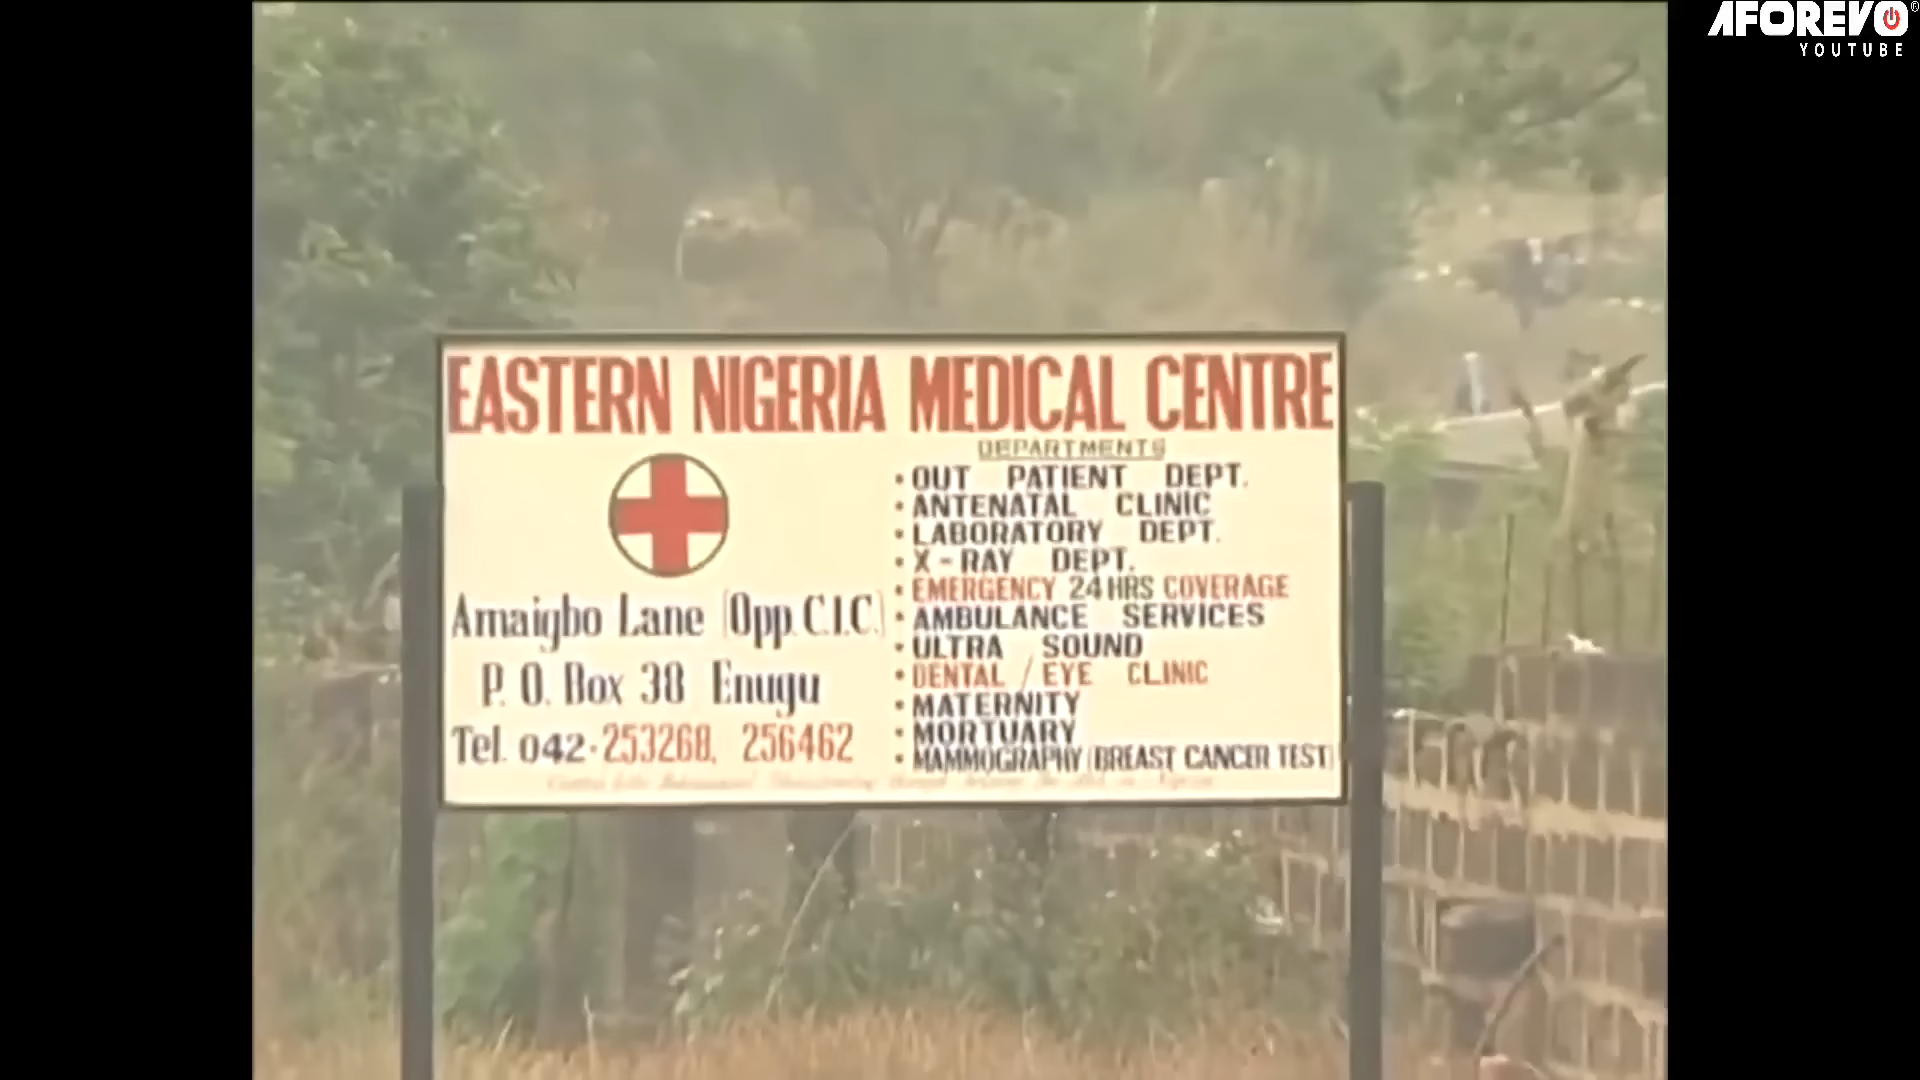 AFOREVO
YOUTUBE
EASTERN NIGERIA MEDICAL CENTRE
Amaigbo Lane (Opp. C.I.C.)
P. O. Box 38 Enugu
Tel. 042-253268, 256462
DEPARTMENTS
• OUT PATIENT DEPT.
• ANTENATAL CLINIC
• LABORATORY DEPT.
• X-RAY DEPT.
• EMERGENCY 24HRS COVERAGE
• AMBULANCE SERVICES
• ULTRA SOUND
• DENTAL / EYE CLINIC
• MATERNITY
• MORTUARY
• MAMMOGRAPHY (BREAST CANCER TEST)